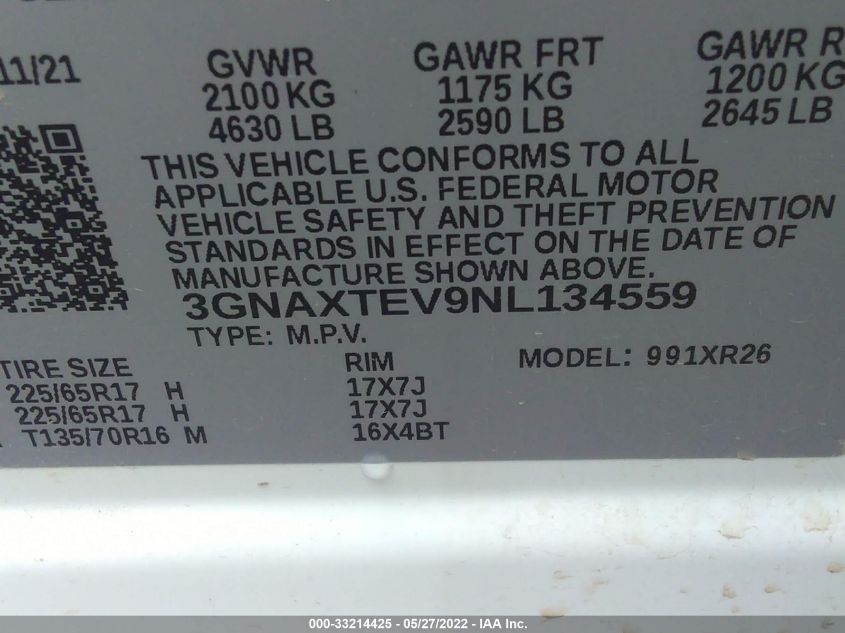 11/21 GVWR GAWR FRT GAWR R
2100 KG 1175 KG 1200 KG
4630 LB 2590 LB 2645 LB
THIS VEHICLE CONFORMS TO ALL
APPLICABLE U.S. FEDERAL MOTOR
VEHICLE SAFETY AND THEFT PREVENTION
STANDARDS IN EFFECT ON THE DATE OF
MANUFACTURE SHOWN ABOVE.
3GNAXTEV9NL134559
TYPE: M.P.V. MODEL: 991XR26
TIRE SIZE RIM
225/65R17 H 17X7J
225/65R17 H 17X7J
T135/70R16 M 16X4BT
000-33214425 - 05/27/2022 - IAA Inc.